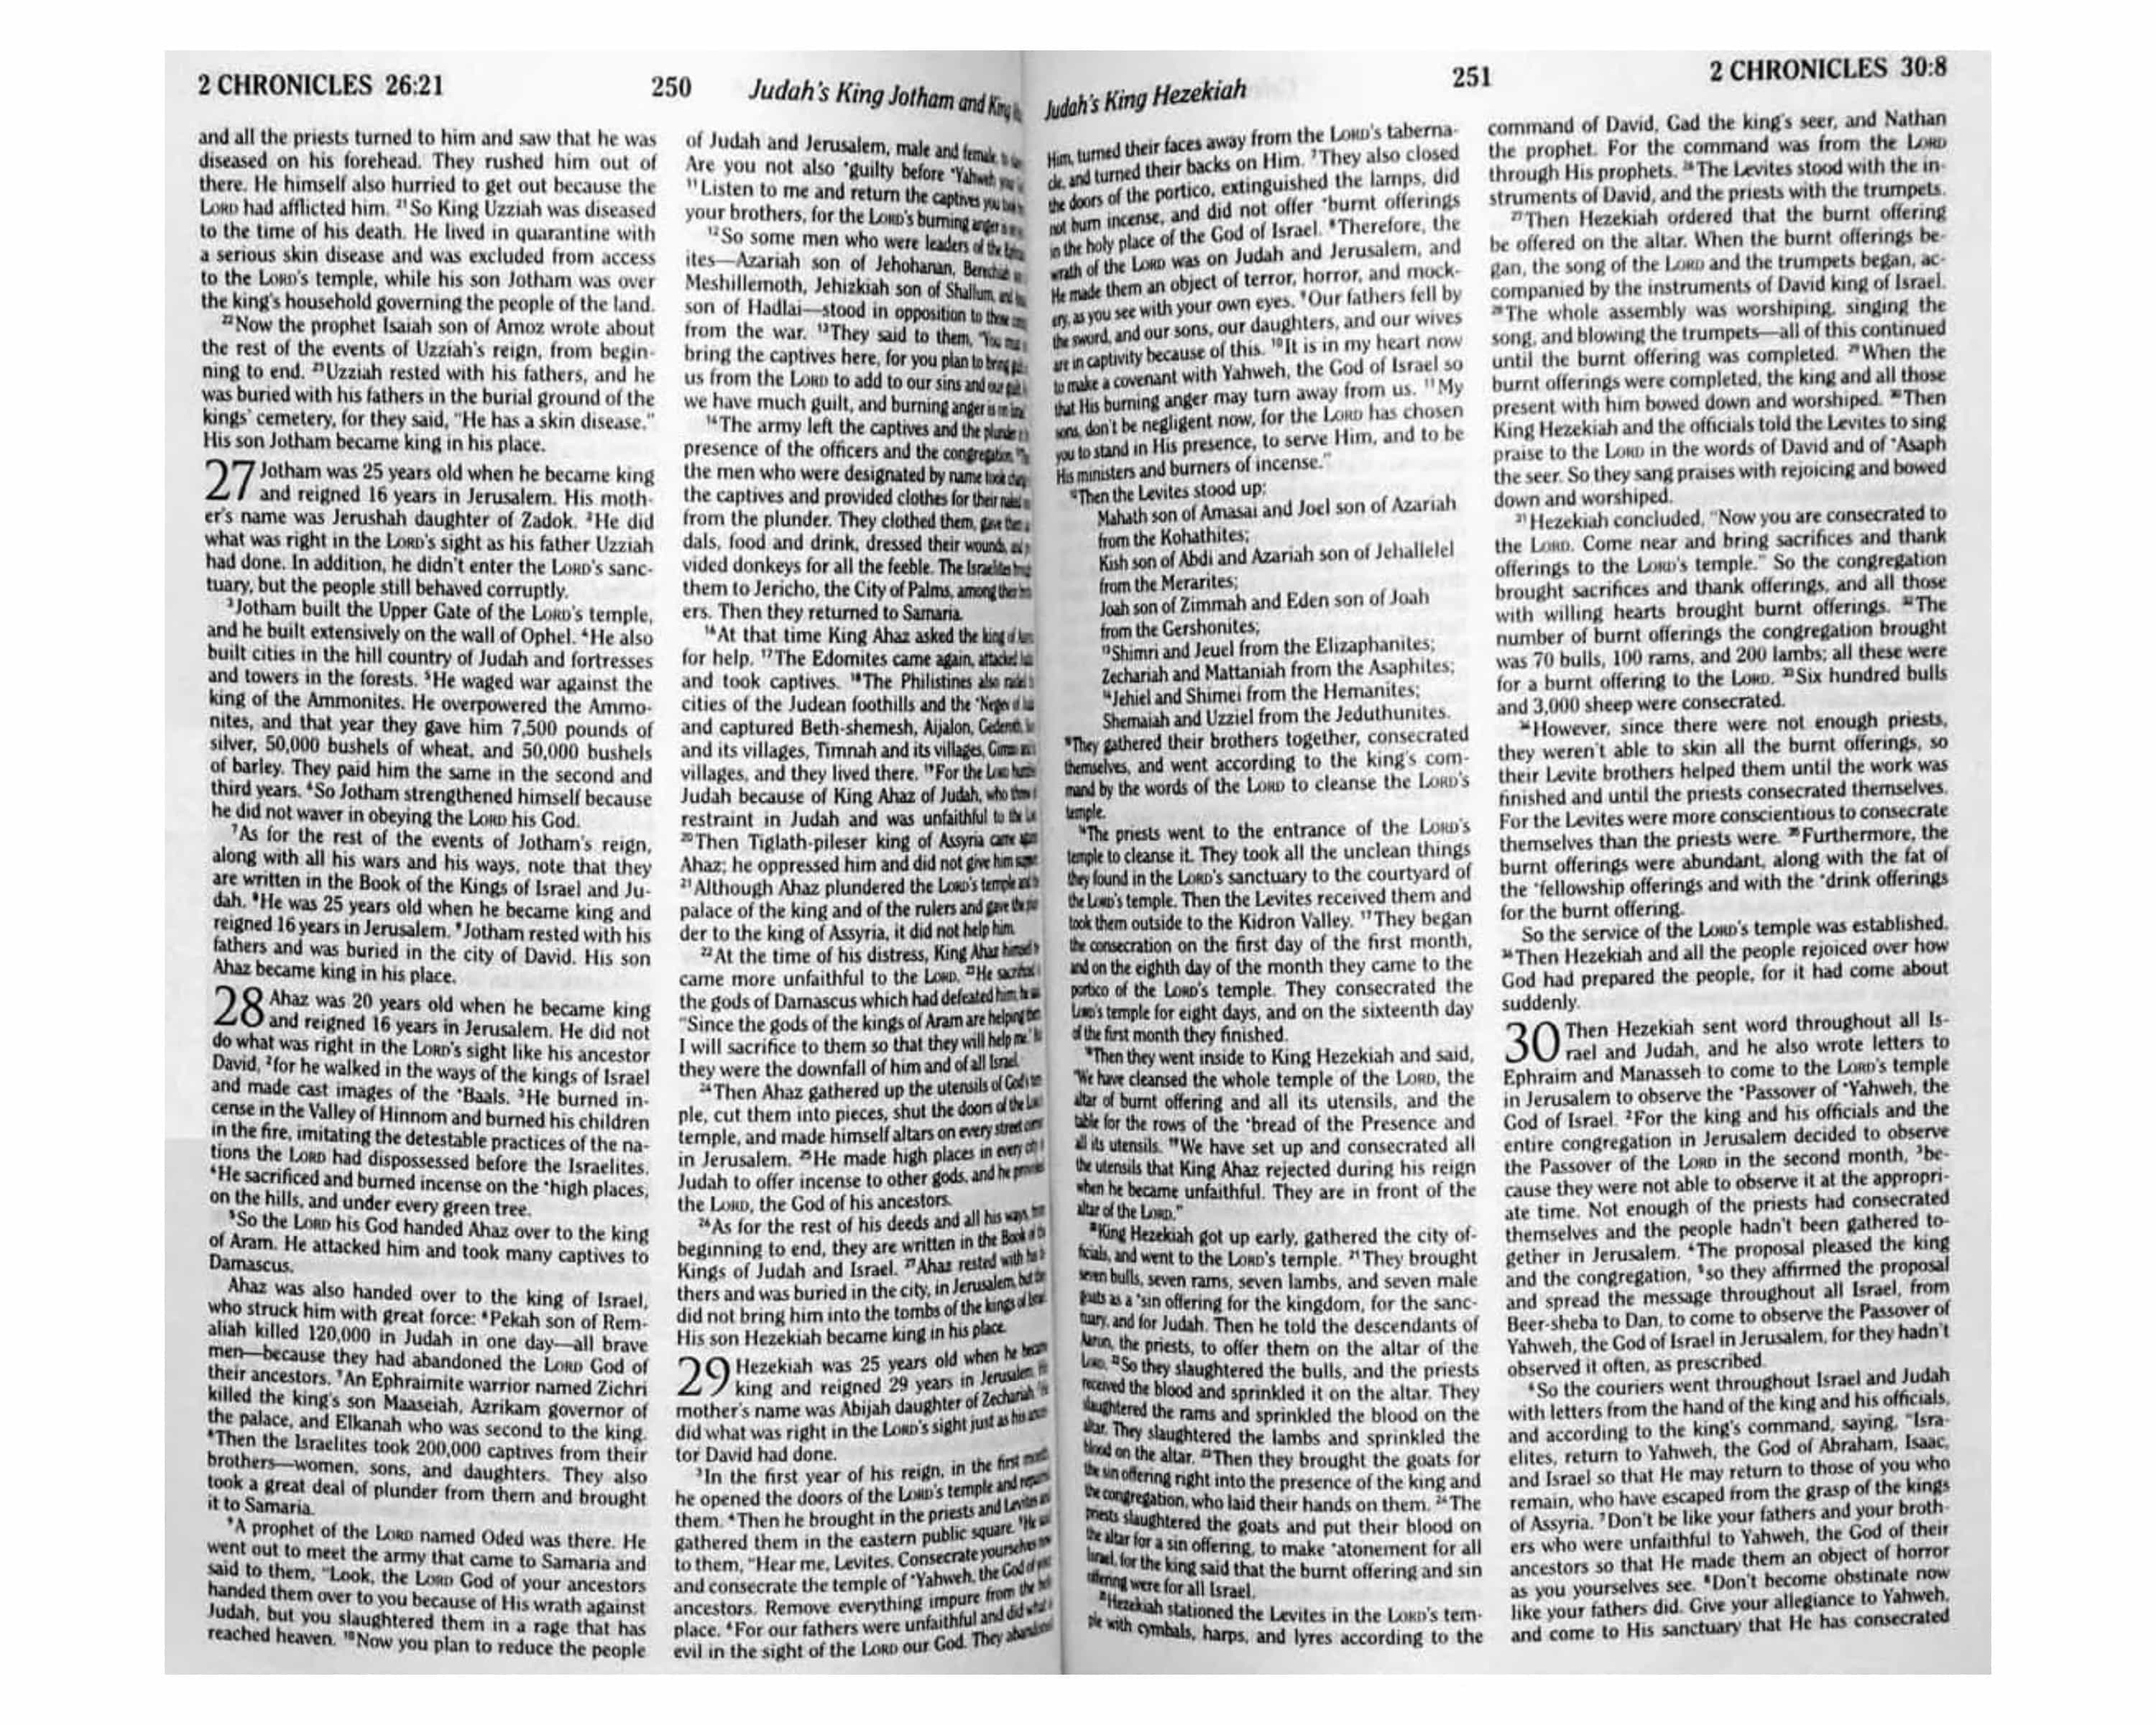 2 CHRONICLES 26:21
250
Judah's King Jotham and King
and all the priests turned to him and saw that he was
diseased on his forehead. They rushed him out of
there. He himself also hurried to get out because the
LORD had afflicted him. 21So King Uzziah was diseased
to the time of his death. He lived in quarantine with
a serious skin disease and was excluded from access
to the LORD's temple, while his son Jotham was over
the king's household governing the people of the land.
22Now the prophet Isaiah son of Amoz wrote about
the rest of the events of Uzziah's reign, from begin-
ning to end. 23Uzziah rested with his fathers, and he
was buried with his fathers in the burial ground of the
kings' cemetery, for they said, "He has a skin disease."
His son Jotham became king in his place.
27 Jotham was 25 years old when he became king
and reigned 16 years in Jerusalem. His moth-
er's name was Jerushah daughter of Zadok. 2He did
what was right in the LORD's sight as his father Uzziah
had done. In addition, he didn't enter the LORD's sanc-
tuary, but the people still behaved corruptly.
3Jotham built the Upper Gate of the LORD's temple,
and he built extensively on the wall of Ophel. 4He also
built cities in the hill country of Judah and fortresses
and towers in the forests. 5He waged war against the
king of the Ammonites. He overpowered the Ammo-
nites, and that year they gave him 7,500 pounds of
silver, 50,000 bushels of wheat, and 50,000 bushels
of barley. They paid him the same in the second and
third years. 6So Jotham strengthened himself because
he did not waver in obeying the LORD his God.
7As for the rest of the events of Jotham's reign,
along with all his wars and his ways, note that they
are written in the Book of the Kings of Israel and Ju-
dah. 8He was 25 years old when he became king and
reigned 16 years in Jerusalem. 9Jotham rested with his
fathers and was buried in the city of David. His son
Ahaz became king in his place.
28 Ahaz was 20 years old when he became king
and reigned 16 years in Jerusalem. He did not
do what was right in the LORD's sight like his ancestor
David, 2for he walked in the ways of the kings of Israel
and made cast images of the *Baals. 3He burned in-
cense in the Valley of Hinnom and burned his children
in the fire, imitating the detestable practices of the na-
tions the LORD had dispossessed before the Israelites.
4He sacrificed and burned incense on the *high places,
on the hills, and under every green tree.
5So the LORD his God handed Ahaz over to the king
of Aram. He attacked him and took many captives to
Damascus.
Ahaz was also handed over to the king of Israel,
who struck him with great force: 6Pekah son of Rem-
aliah killed 120,000 in Judah in one day—all brave
men—because they had abandoned the LORD God of
their ancestors. 7An Ephraimite warrior named Zichri
killed the king's son Maaseiah, Azrikam governor of
the palace, and Elkanah who was second to the king.
8Then the Israelites took 200,000 captives from their
brothers—women, sons, and daughters. They also
took a great deal of plunder from them and brought
it to Samaria.
9A prophet of the LORD named Oded was there. He
went out to meet the army that came to Samaria and
said to them, "Look, the LORD God of your ancestors
handed them over to you because of His wrath against
Judah, but you slaughtered them in a rage that has
reached heaven. 10Now you plan to reduce the people
of Judah and Jerusalem, male and female,
Are you not also *guilty before *Yahweh
11Listen to me and return the captives you
your brothers, for the LORD's burning anger
12So some men who were leaders of the
ites—Azariah son of Jehohanan,
Meshillemoth, Jehizkiah son of Shallum,
son of Hadlai—stood in opposition to
from the war. 13They said to them, "You
bring the captives here, for you plan to bring
us from the LORD to add to our sins and our
we have much guilt, and burning anger is
14The army left the captives and the plunder
presence of the officers and the congregation.
the men who were designated by name took
the captives and provided clothes for their
from the plunder. They clothed them, gave them
dals, food and drink, dressed their wounds,
vided donkeys for all the feeble. The Israelites
them to Jericho, the City of Palms, among
ers. Then they returned to Samaria.
16At that time King Ahaz asked the king of
for help. 17The Edomites came again, attacked
and took captives. 18The Philistines also
cities of the Judean foothills and the *Negev of
and captured Beth-shemesh, Aijalon, Gederoth,
and its villages, Timnah and its villages,
villages, and they lived there. 19For the LORD
Judah because of King Ahaz of Judah, who
restraint in Judah and was unfaithful to the
20Then Tiglath-pileser king of Assyria came
Ahaz; he oppressed him and did not give him
21Although Ahaz plundered the LORD's temple
palace of the king and of the rulers and gave the
der to the king of Assyria, it did not help him.
22At the time of his distress, King Ahaz himself
came more unfaithful to the LORD. 23He sacrificed
the gods of Damascus which had defeated him;
"Since the gods of the kings of Aram are helping
I will sacrifice to them so that they will help me."
they were the downfall of him and of all Israel.
24Then Ahaz gathered up the utensils of God's
ple, cut them into pieces, shut the doors of the
temple, and made himself altars on every street
in Jerusalem. 25He made high places in every
Judah to offer incense to other gods, and he
the LORD, the God of his ancestors.
26As for the rest of his deeds and all his ways,
beginning to end, they are written in the Book of the
Kings of Judah and Israel. 27Ahaz rested with his
thers and was buried in the city, in Jerusalem, but
did not bring him into the tombs of the kings of Israel.
His son Hezekiah became king in his place.
29 Hezekiah was 25 years old when he
king and reigned 29 years in Jerusalem.
mother's name was Abijah daughter of Zechariah.
did what was right in the LORD's sight just as his
tor David had done.
3In the first year of his reign, in the first
he opened the doors of the LORD's temple and
them. 4Then he brought in the priests and Levites
gathered them in the eastern public square.
to them, "Hear me, Levites. Consecrate yourselves
and consecrate the temple of *Yahweh, the God of
ancestors. Remove everything impure from the
place. 6For our fathers were unfaithful and did what
evil in the sight of the LORD our God. They abandoned
Judah's King Hezekiah
251
2 CHRONICLES 30:8
Him, turned their faces away from the LORD's taberna-
cle, and turned their backs on Him. 7They also closed
the doors of the portico, extinguished the lamps, did
not burn incense, and did not offer *burnt offerings
in the holy place of the God of Israel. 8Therefore, the
wrath of the LORD was on Judah and Jerusalem, and
He made them an object of terror, horror, and mock-
ery, as you see with your own eyes. 9Our fathers fell by
the sword, and our sons, our daughters, and our wives
are in captivity because of this. 10It is in my heart now
to make a covenant with Yahweh, the God of Israel so
that His burning anger may turn away from us. 11My
sons, don't be negligent now, for the LORD has chosen
you to stand in His presence, to serve Him, and to be
His ministers and burners of incense."
12Then the Levites stood up:
Mahath son of Amasai and Joel son of Azariah
from the Kohathites;
Kish son of Abdi and Azariah son of Jehallelel
from the Merarites;
Joah son of Zimmah and Eden son of Joah
from the Gershonites;
13Shimri and Jeuel from the Elizaphanites;
Zechariah and Mattaniah from the Asaphites;
14Jehiel and Shimei from the Hemanites;
Shemaiah and Uzziel from the Jeduthunites.
15They gathered their brothers together, consecrated
themselves, and went according to the king's com-
mand by the words of the LORD to cleanse the LORD's
temple.
16The priests went to the entrance of the LORD's
temple to cleanse it. They took all the unclean things
they found in the LORD's sanctuary to the courtyard of
the LORD's temple. Then the Levites received them and
took them outside to the Kidron Valley. 17They began
the consecration on the first day of the first month,
and on the eighth day of the month they came to the
portico of the LORD's temple. They consecrated the
LORD's temple for eight days, and on the sixteenth day
of the first month they finished.
18Then they went inside to King Hezekiah and said,
"We have cleansed the whole temple of the LORD, the
altar of burnt offering and all its utensils, and the
table for the rows of the *bread of the Presence and
all its utensils. 19We have set up and consecrated all
the utensils that King Ahaz rejected during his reign
when he became unfaithful. They are in front of the
altar of the LORD."
20King Hezekiah got up early, gathered the city of-
ficials, and went to the LORD's temple. 21They brought
seven bulls, seven rams, seven lambs, and seven male
goats as a *sin offering for the kingdom, for the sanc-
tuary, and for Judah. Then he told the descendants of
Aaron, the priests, to offer them on the altar of the
LORD. 22So they slaughtered the bulls, and the priests
received the blood and sprinkled it on the altar. They
slaughtered the rams and sprinkled the blood on the
altar. They slaughtered the lambs and sprinkled the
blood on the altar. 23Then they brought the goats for
the sin offering right into the presence of the king and
the congregation, who laid their hands on them. 24The
priests slaughtered the goats and put their blood on
the altar for a sin offering, to make *atonement for all
Israel, for the king said that the burnt offering and sin
offering were for all Israel.
25Hezekiah stationed the Levites in the LORD's tem-
ple with cymbals, harps, and lyres according to the
command of David, Gad the king's seer, and Nathan
the prophet. For the command was from the LORD
through His prophets. 26The Levites stood with the in-
struments of David, and the priests with the trumpets.
27Then Hezekiah ordered that the burnt offering
be offered on the altar. When the burnt offerings be-
gan, the song of the LORD and the trumpets began, ac-
companied by the instruments of David king of Israel.
28The whole assembly was worshiping, singing the
song, and blowing the trumpets—all of this continued
until the burnt offering was completed. 29When the
burnt offerings were completed, the king and all those
present with him bowed down and worshiped. 30Then
King Hezekiah and the officials told the Levites to sing
praise to the LORD in the words of David and of *Asaph
the seer. So they sang praises with rejoicing and bowed
down and worshiped.
31Hezekiah concluded, "Now you are consecrated to
the LORD. Come near and bring sacrifices and thank
offerings to the LORD's temple." So the congregation
brought sacrifices and thank offerings, and all those
with willing hearts brought burnt offerings. 32The
number of burnt offerings the congregation brought
was 70 bulls, 100 rams, and 200 lambs; all these were
for a burnt offering to the LORD. 33Six hundred bulls
and 3,000 sheep were consecrated.
34However, since there were not enough priests,
they weren't able to skin all the burnt offerings, so
their Levite brothers helped them until the work was
finished and until the priests consecrated themselves.
For the Levites were more conscientious to consecrate
themselves than the priests were. 35Furthermore, the
burnt offerings were abundant, along with the fat of
the *fellowship offerings and with the *drink offerings
for the burnt offering.
So the service of the LORD's temple was established.
36Then Hezekiah and all the people rejoiced over how
God had prepared the people, for it had come about
suddenly.
30 Then Hezekiah sent word throughout all Is-
rael and Judah, and he also wrote letters to
Ephraim and Manasseh to come to the LORD's temple
in Jerusalem to observe the *Passover of *Yahweh, the
God of Israel. 2For the king and his officials and the
entire congregation in Jerusalem decided to observe
the Passover of the LORD in the second month, 3be-
cause they were not able to observe it at the appropri-
ate time. Not enough of the priests had consecrated
themselves and the people hadn't been gathered to-
gether in Jerusalem. 4The proposal pleased the king
and the congregation, 5so they affirmed the proposal
and spread the message throughout all Israel, from
Beer-sheba to Dan, to come to observe the Passover of
Yahweh, the God of Israel in Jerusalem, for they hadn't
observed it often, as prescribed.
6So the couriers went throughout Israel and Judah
with letters from the hand of the king and his officials,
and according to the king's command, saying, "Isra-
elites, return to Yahweh, the God of Abraham, Isaac,
and Israel so that He may return to those of you who
remain, who have escaped from the grasp of the kings
of Assyria. 7Don't be like your fathers and your broth-
ers who were unfaithful to Yahweh, the God of their
ancestors so that He made them an object of horror
as you yourselves see. 8Don't become obstinate now
like your fathers did. Give your allegiance to Yahweh,
and come to His sanctuary that He has consecrated